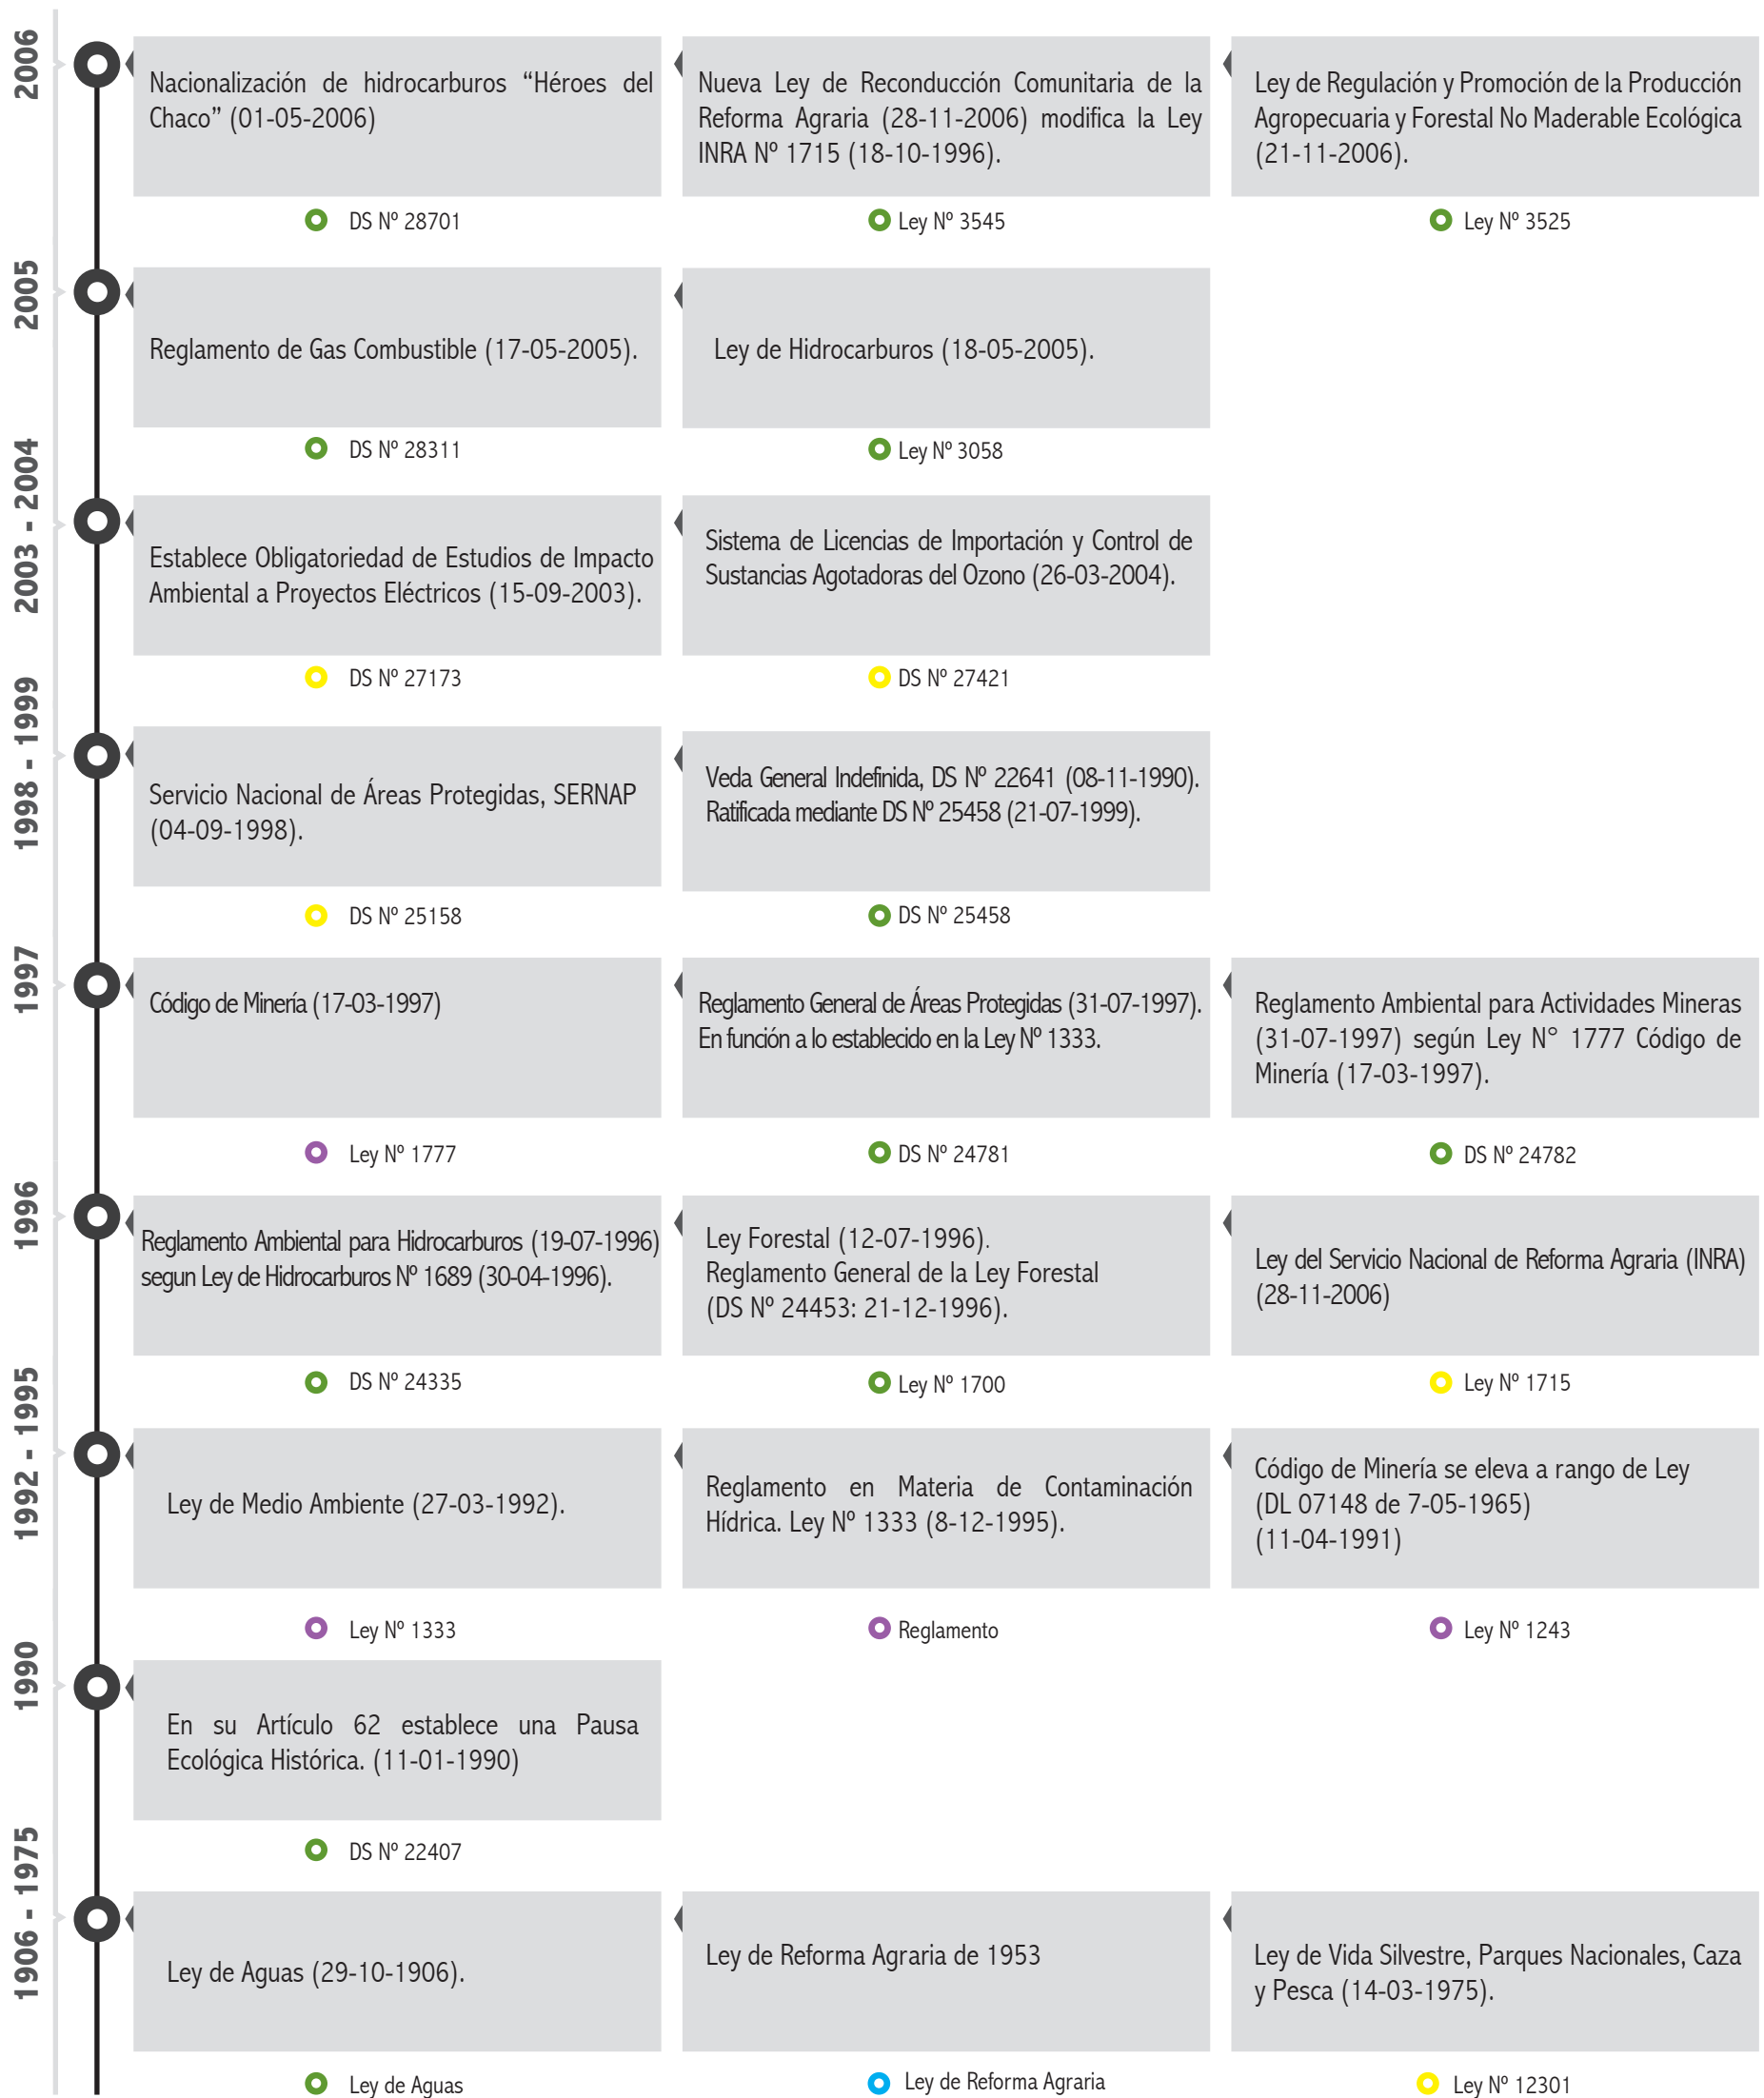 2006
Nacionalización de hidrocarburos “Héroes del
Chaco” (01-05-2006)
DS Nº 28701
Nueva Ley de Reconducción Comunitaria de la
Reforma Agraria (28-11-2006) modifica la Ley
INRA Nº 1715 (18-10-1996).
Ley Nº 3545
Ley de Regulación y Promoción de la Producción
Agropecuaria y Forestal No Maderable Ecológica
(21-11-2006).
Ley Nº 3525
2005
Reglamento de Gas Combustible (17-05-2005).
DS Nº 28311
Ley de Hidrocarburos (18-05-2005).
Ley Nº 3058
2003 - 2004
Establece Obligatoriedad de Estudios de Impacto
Ambiental a Proyectos Eléctricos (15-09-2003).
DS Nº 27173
Sistema de Licencias de Importación y Control de
Sustancias Agotadoras del Ozono (26-03-2004).
DS Nº 27421
1998 - 1999
Servicio Nacional de Áreas Protegidas, SERNAP
(04-09-1998).
DS Nº 25158
Veda General Indefinida, DS Nº 22641 (08-11-1990).
Ratificada mediante DS Nº 25458 (21-07-1999).
DS Nº 25458
1997
Código de Minería (17-03-1997)
Ley Nº 1777
Reglamento General de Áreas Protegidas (31-07-1997).
En función a lo establecido en la Ley Nº 1333.
DS Nº 24781
Reglamento Ambiental para Actividades Mineras
(31-07-1997) según Ley N° 1777 Código de
Minería (17-03-1997).
DS Nº 24782
1996
Reglamento Ambiental para Hidrocarburos (19-07-1996)
segun Ley de Hidrocarburos Nº 1689 (30-04-1996).
DS Nº 24335
Ley Forestal (12-07-1996).
Reglamento General de la Ley Forestal
(DS Nº 24453: 21-12-1996).
Ley Nº 1700
Ley del Servicio Nacional de Reforma Agraria (INRA)
(28-11-2006)
Ley Nº 1715
1992 - 1995
Ley de Medio Ambiente (27-03-1992).
Ley Nº 1333
Reglamento en Materia de Contaminación
Hídrica. Ley Nº 1333 (8-12-1995).
Reglamento
Código de Minería se eleva a rango de Ley
(DL 07148 de 7-05-1965)
(11-04-1991)
Ley Nº 1243
1990
En su Artículo 62 establece una Pausa
Ecológica Histórica. (11-01-1990)
DS Nº 22407
1906 - 1975
Ley de Aguas (29-10-1906).
Ley de Aguas
Ley de Reforma Agraria de 1953
Ley de Reforma Agraria
Ley de Vida Silvestre, Parques Nacionales, Caza
y Pesca (14-03-1975).
Ley Nº 12301